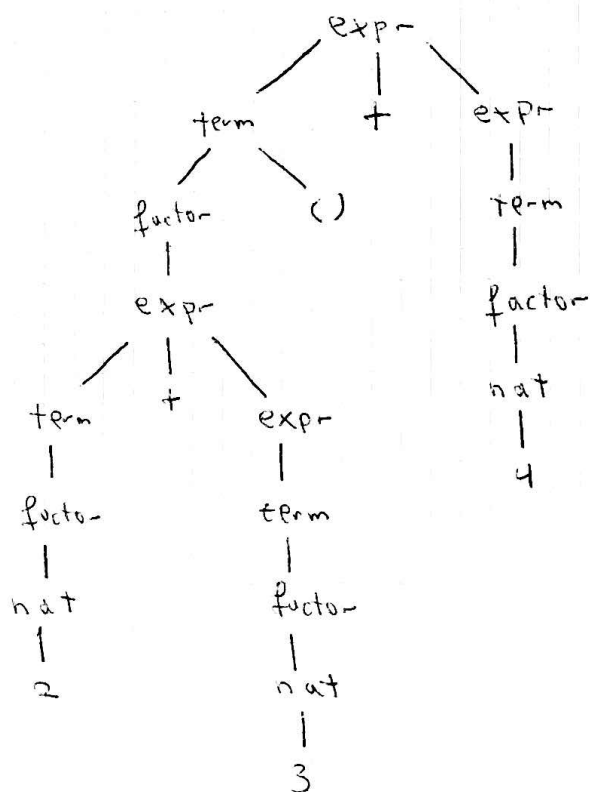 expr
term + expr
factor () term
expr factor
term + expr nat
4
factor term
nat factor
2 nat
3